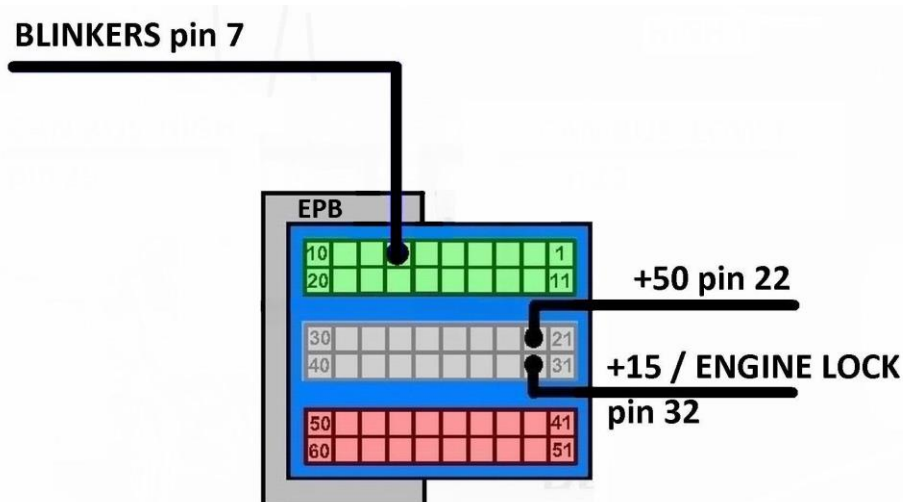 BLINKERS pin 7
EPB
10 1
20 11
+50 pin 22
30 21
40 31
+15 / ENGINE LOCK
pin 32
50 41
60 51